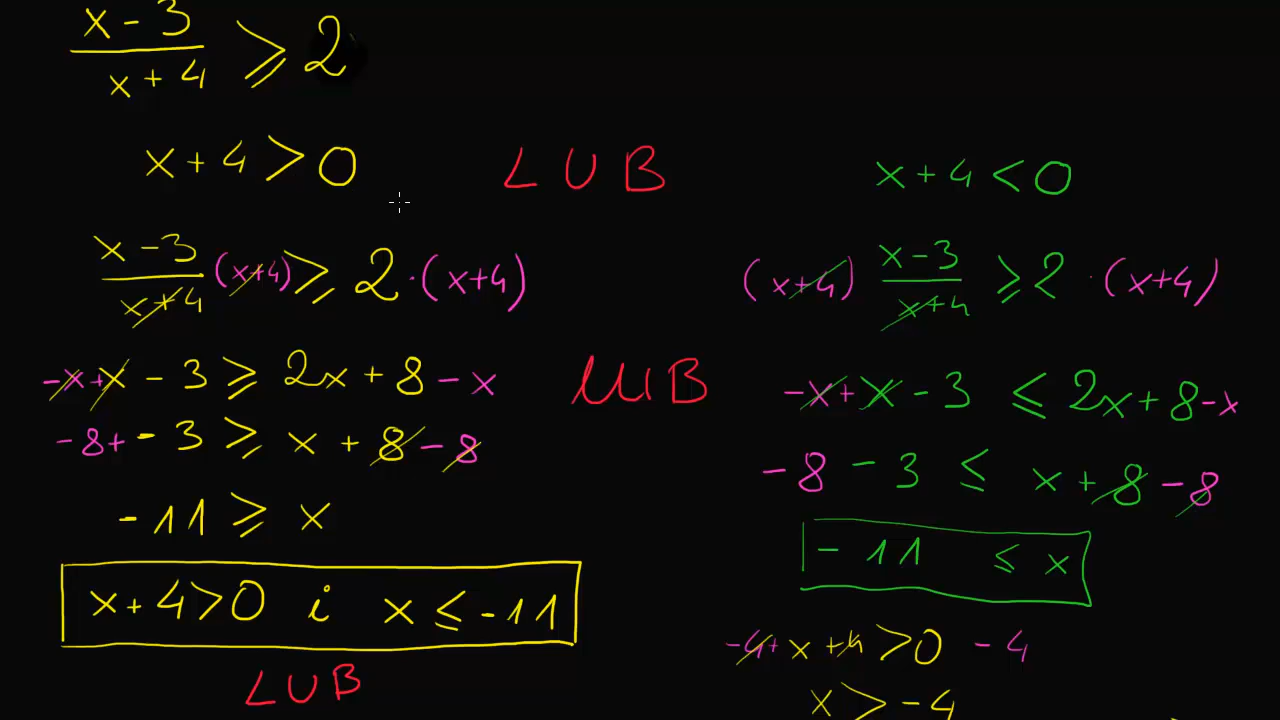 x - 3 / x + 4 ⩾ 2
x + 4 > 0 LUB x + 4 < 0
x - 3 / x + 4 (x+4) ⩾ 2 · (x+4) (x+4) x - 3 / x + 4 ⩾ 2 · (x+4)
-x + x - 3 ⩾ 2x + 8 - x LUB -x + x - 3 ⩽ 2x + 8 - x
-8 + - 3 ⩾ x + 8 - 8 -8 - 3 ⩽ x + 8 - 8
-11 ⩾ x -11 ⩽ x
x + 4 > 0 i x ⩽ -11 -4 + x + 4 > 0 - 4
LUB x > -4